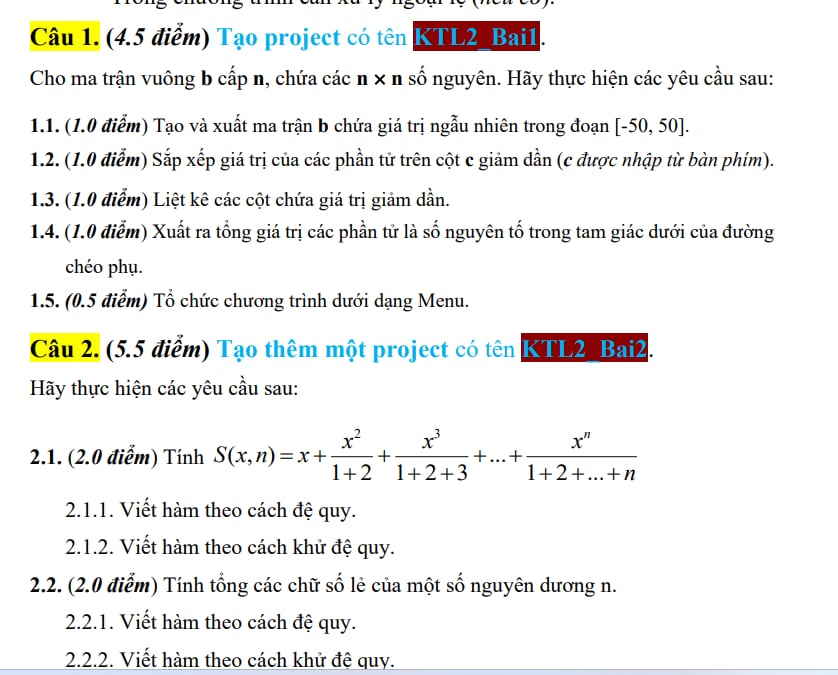 Câu 1. (4.5 điểm) Tạo project có tên KTL2_Bai1.
Cho ma trận vuông b cấp n, chứa các n × n số nguyên. Hãy thực hiện các yêu cầu sau:
1.1. (1.0 điểm) Tạo và xuất ma trận b chứa giá trị ngẫu nhiên trong đoạn [-50, 50].
1.2. (1.0 điểm) Sắp xếp giá trị của các phần tử trên cột c giảm dần (c được nhập từ bàn phím).
1.3. (1.0 điểm) Liệt kê các cột chứa giá trị giảm dần.
1.4. (1.0 điểm) Xuất ra tổng giá trị các phần tử là số nguyên tố trong tam giác dưới của đường
chéo phụ.
1.5. (0.5 điểm) Tổ chức chương trình dưới dạng Menu.
Câu 2. (5.5 điểm) Tạo thêm một project có tên KTL2_Bai2.
Hãy thực hiện các yêu cầu sau:
2.1. (2.0 điểm) Tính S(x,n) = x + x^2/(1+2) + x^3/(1+2+3) + ... + x^n/(1+2+...+n)
2.1.1. Viết hàm theo cách đệ quy.
2.1.2. Viết hàm theo cách khử đệ quy.
2.2. (2.0 điểm) Tính tổng các chữ số lẻ của một số nguyên dương n.
2.2.1. Viết hàm theo cách đệ quy.
2.2.2. Viết hàm theo cách khử đệ quy.